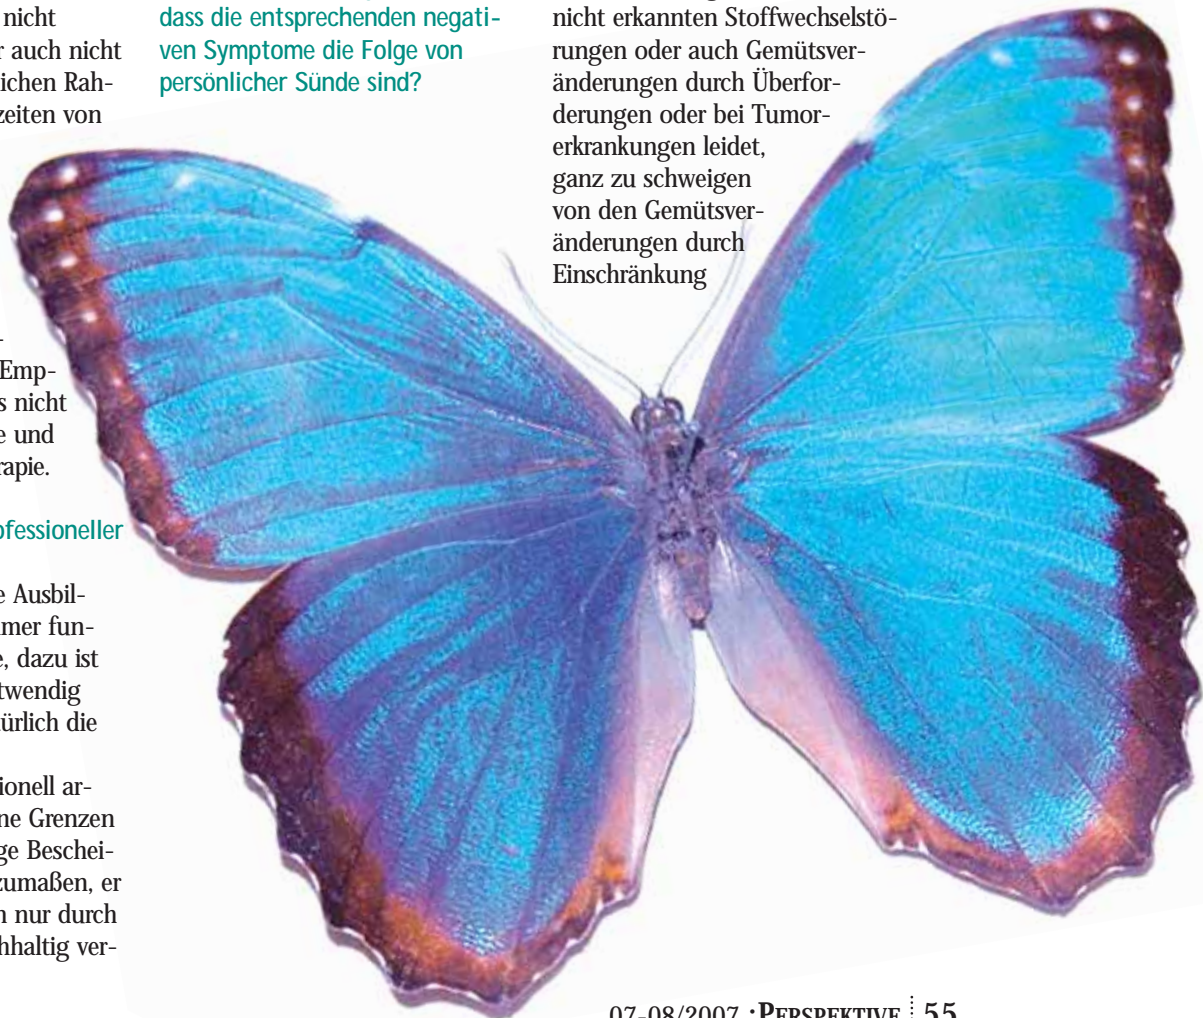 nicht
r auch nicht
lichen Rah-
zeiten von
-
Emp-
s nicht
e und
rapie.
ofessioneller
e Ausbil-
mer fun-
e, dazu ist
twendig
türlich die
ionell ar-
ne Grenzen
ge Beschei-
zumaßen, er
n nur durch
hhaltig ver-
dass die entsprechenden negati-
ven Symptome die Folge von
persönlicher Sünde sind?
nicht erkannten Stoffwechselstö-
rungen oder auch Gemütsver-
änderungen durch Überfor-
derungen oder bei Tumor-
erkrankungen leidet,
ganz zu schweigen
von den Gemütsver-
änderungen durch
Einschränkung
07-08/2007 :PERSPEKTIVE 55